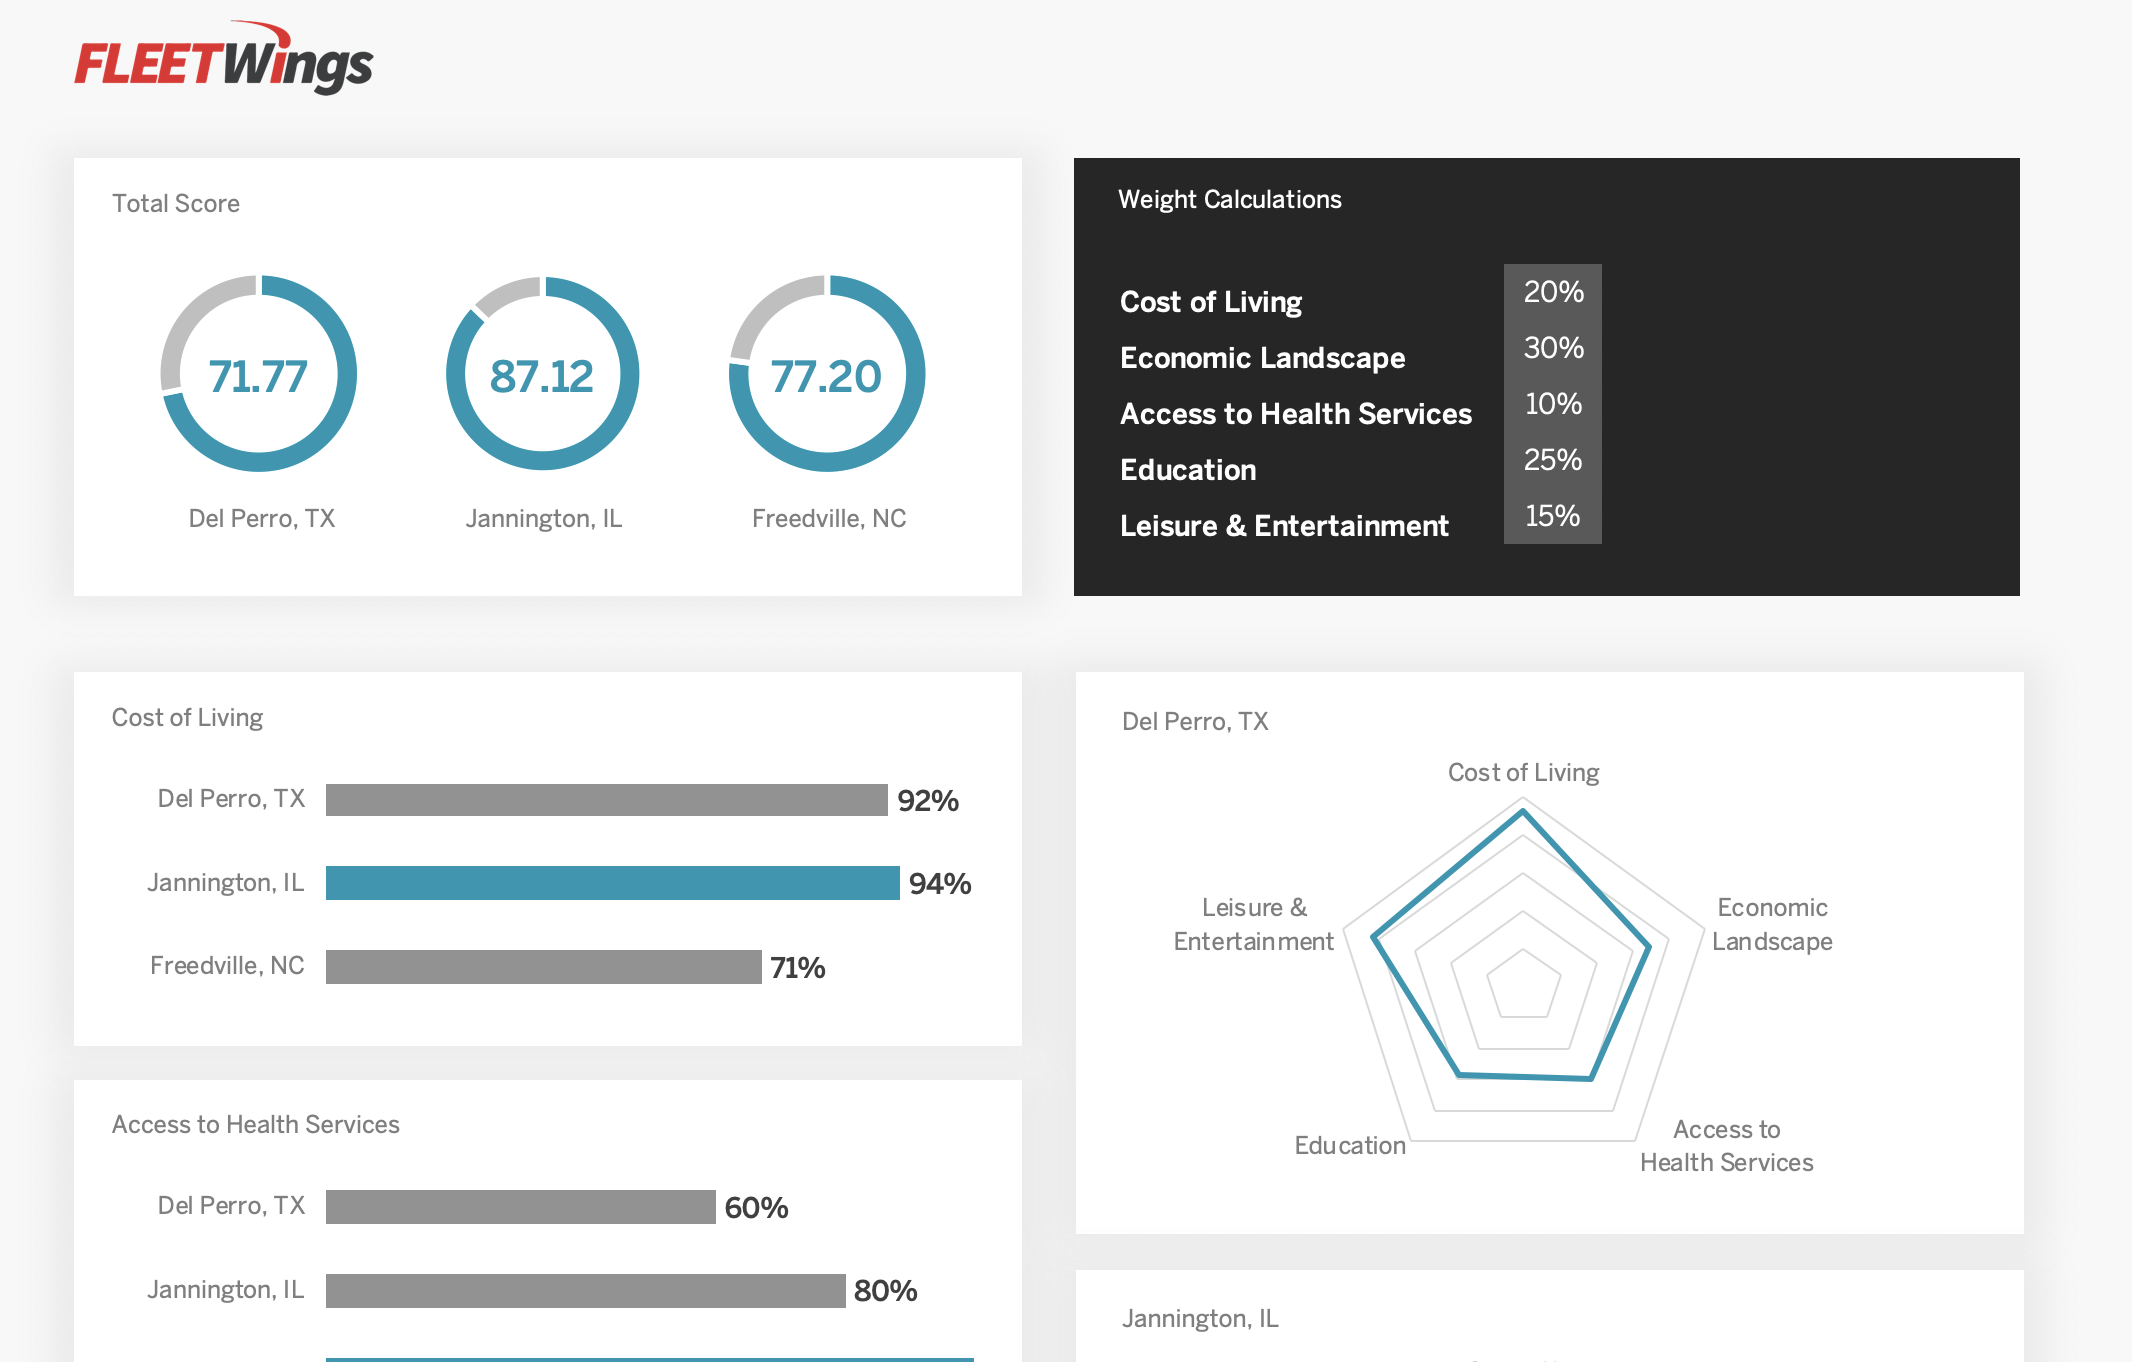 FLEETWings
Total Score
71.77
87.12
77.20
Del Perro, TX
Jannington, IL
Freedville, NC
Weight Calculations
Cost of Living 20%
Economic Landscape 30%
Access to Health Services 10%
Education 25%
Leisure & Entertainment 15%
Cost of Living
Del Perro, TX 92%
Jannington, IL 94%
Freedville, NC 71%
Del Perro, TX
Cost of Living
Economic
Landscape
Access to
Health Services
Education
Leisure &
Entertainment
Access to Health Services
Del Perro, TX 60%
Jannington, IL 80%
Jannington, IL